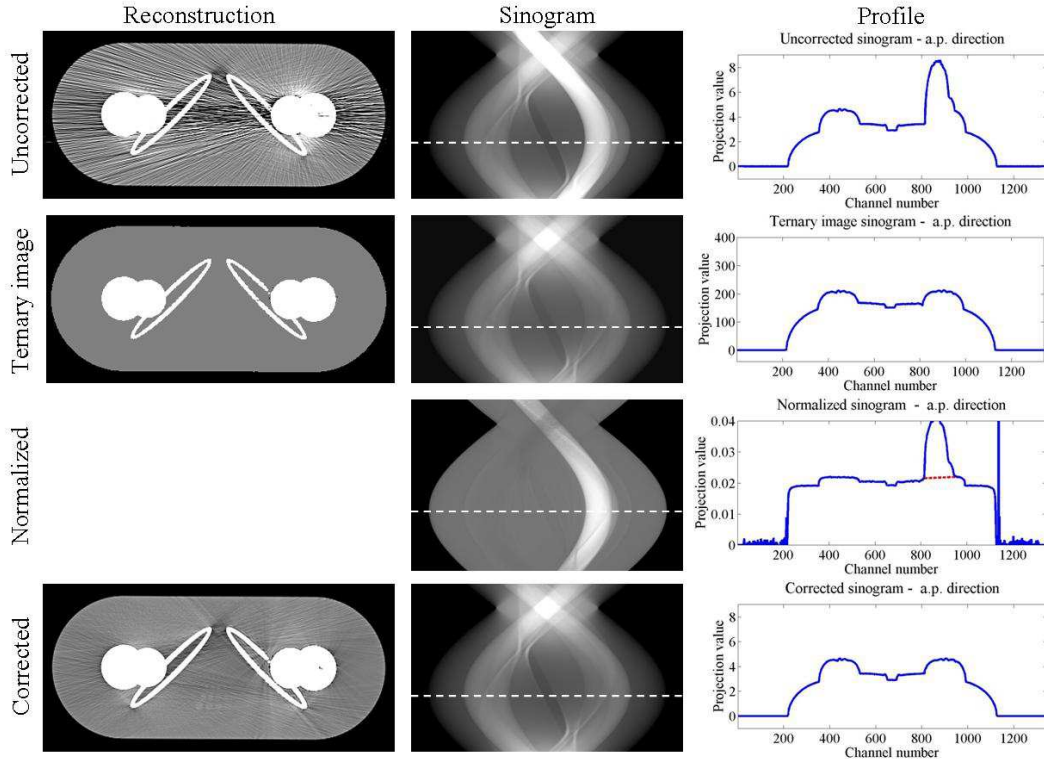 Reconstruction Sinogram Profile
Uncorrected
Uncorrected sinogram - a.p. direction
Projection value
8
6
4
2
0
200 400 600 800 1000 1200
Channel number
Ternary image
Ternary image sinogram - a.p. direction
Projection value
400
300
200
100
0
200 400 600 800 1000 1200
Channel number
Normalized
Normalized sinogram - a.p. direction
Projection value
0.04
0.03
0.02
0.01
0
200 400 600 800 1000 1200
Channel number
Corrected
Corrected sinogram - a.p. direction
Projection value
8
6
4
2
0
200 400 600 800 1000 1200
Channel number